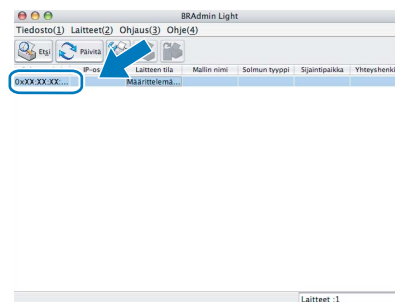 BRAdmin Light
Tiedosto(1) Laitteet(2) Ohjaus(3) Ohje(4)
Etsi Päivitä
IP-os Laitteen tila Mallin nimi Solmun tyyppi Sijaintipaikka Yhteyshenki
0xXX:XX:XX:... Määrittelemä...
Laitteet :1